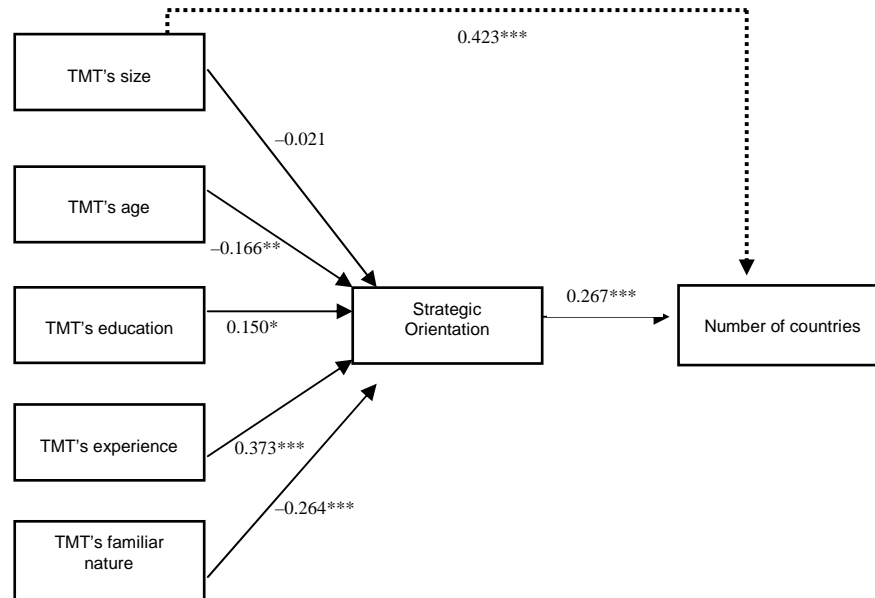 0.423***
TMT's size
–0.021
TMT's age
–0.166**
Strategic
Orientation
0.267***
Number of countries
TMT's education
0.150*
TMT's experience
0.373***
–0.264***
TMT's familiar
nature